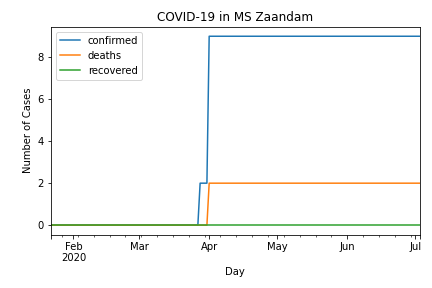 COVID-19 in MS Zaandam
confirmed
deaths
recovered
Number of Cases
8
6
4
2
0
Feb Mar Apr May Jun Jul
2020
Day